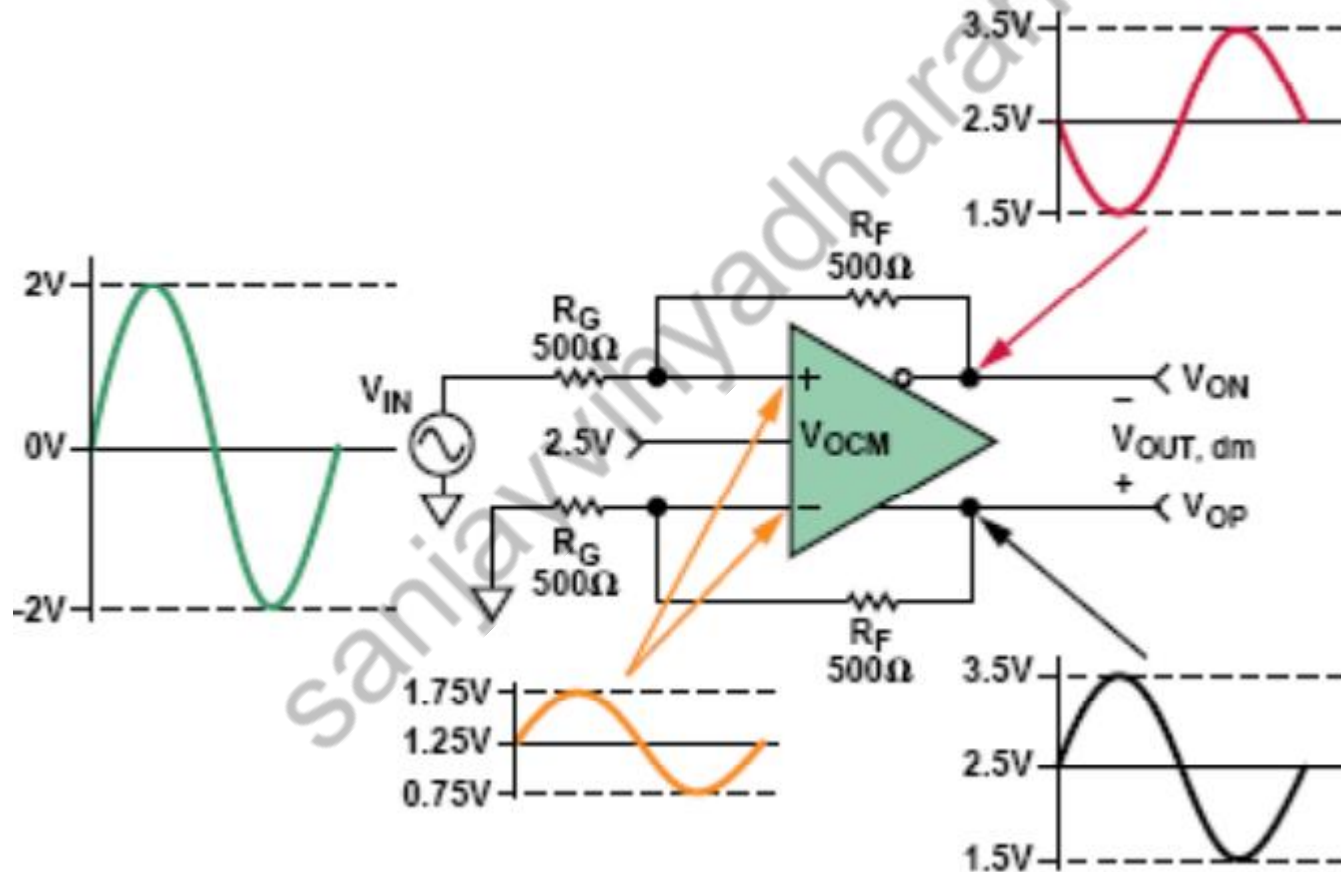 3.5V
2.5V
1.5V
RF
500Ω
2V
0V
-2V
RG
500Ω
VIN
2.5V
+
VOCM
−
VON
−
VOUT, dm
+
VOP
RG
500Ω
RF
500Ω
1.75V
1.25V
0.75V
3.5V
2.5V
1.5V